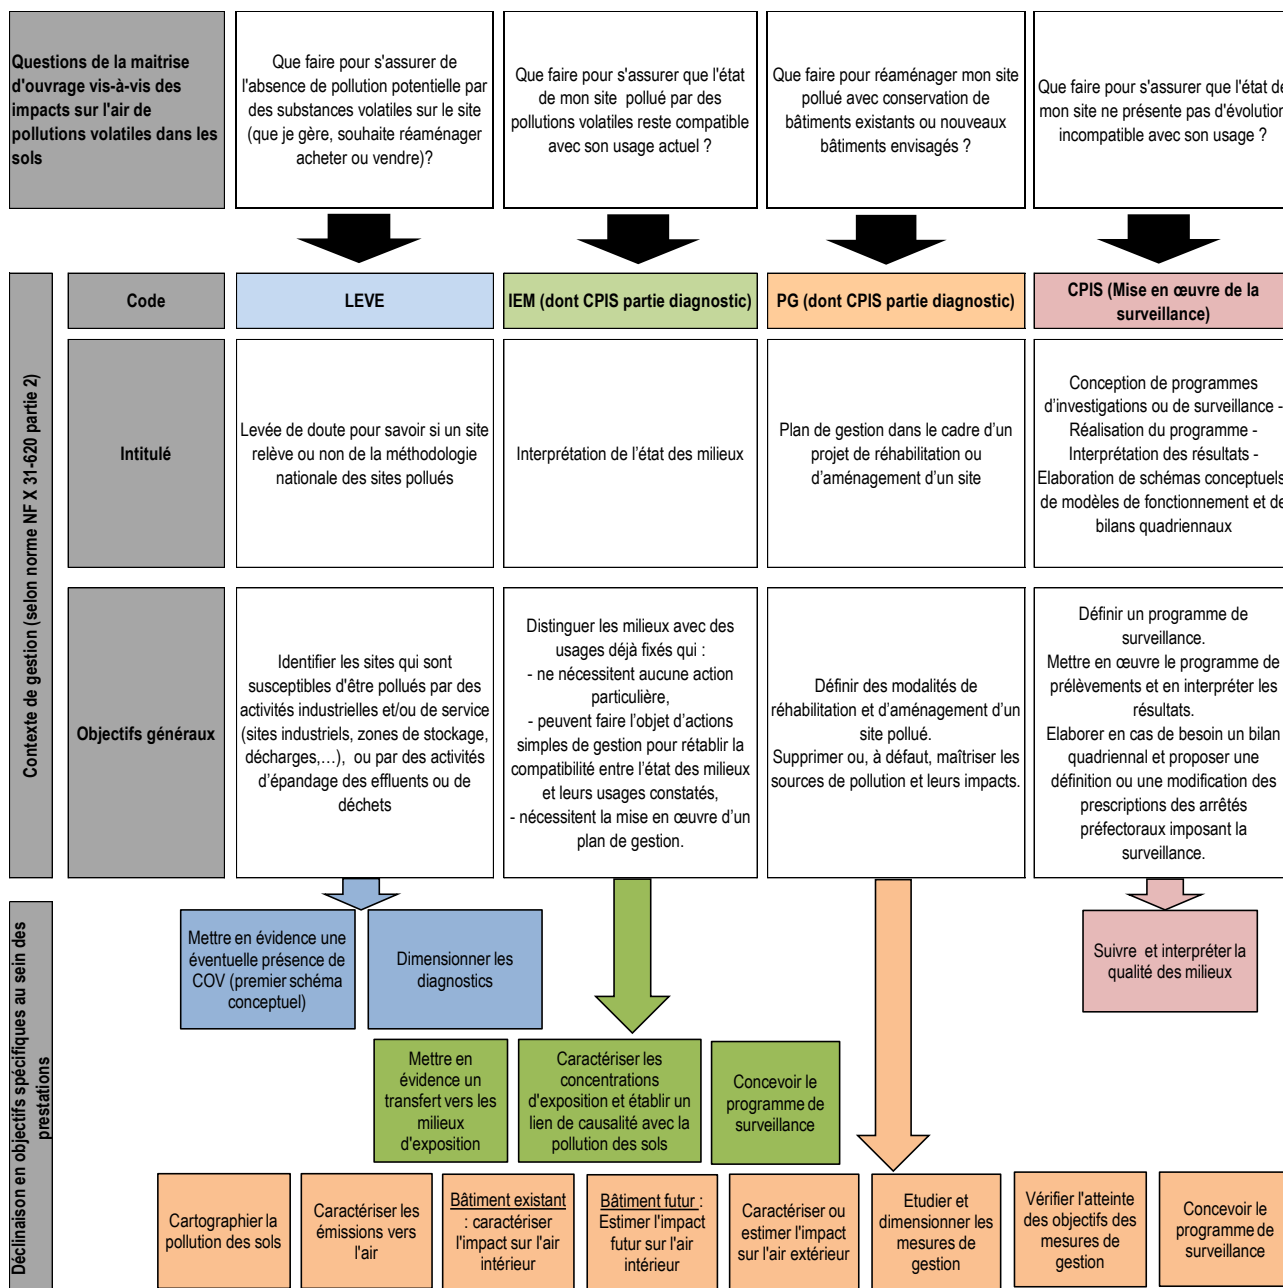 Questions de la maitrise
d'ouvrage vis-à-vis des
impacts sur l'air de
pollutions volatiles dans les
sols
Que faire pour s'assurer de
l'absence de pollution potentielle par
des substances volatiles sur le site
(que je gère, souhaite réaménager
acheter ou vendre)?
Que faire pour s'assurer que l'état
de mon site pollué par des
pollutions volatiles reste compatible
avec son usage actuel ?
Que faire pour réaménager mon site
pollué avec conservation de
bâtiments existants ou nouveaux
bâtiments envisagés ?
Que faire pour s'assurer que l'état de
mon site ne présente pas d'évolution
incompatible avec son usage ?
Contexte de gestion (selon norme NF X 31-620 partie 2)
Code
LEVE
IEM (dont CPIS partie diagnostic)
PG (dont CPIS partie diagnostic)
CPIS (Mise en œuvre de la
surveillance)
Intitulé
Levée de doute pour savoir si un site
relève ou non de la méthodologie
nationale des sites pollués
Interprétation de l'état des milieux
Plan de gestion dans le cadre d'un
projet de réhabilitation ou
d'aménagement d'un site
Conception de programmes
d'investigations ou de surveillance -
Réalisation du programme -
Interprétation des résultats -
Elaboration de schémas conceptuels,
de modèles de fonctionnement et de
bilans quadriennaux
Objectifs généraux
Identifier les sites qui sont
susceptibles d'être pollués par des
activités industrielles et/ou de service
(sites industriels, zones de stockage,
décharges,…), ou par des activités
d'épandage des effluents ou de
déchets
Distinguer les milieux avec des
usages déjà fixés qui :
- ne nécessitent aucune action
particulière,
- peuvent faire l'objet d'actions
simples de gestion pour rétablir la
compatibilité entre l'état des milieux
et leurs usages constatés,
- nécessitent la mise en œuvre d'un
plan de gestion.
Définir des modalités de
réhabilitation et d'aménagement d'un
site pollué.
Supprimer ou, à défaut, maîtriser les
sources de pollution et leurs impacts.
Définir un programme de
surveillance.
Mettre en œuvre le programme de
prélèvements et en interpréter les
résultats.
Elaborer en cas de besoin un bilan
quadriennal et proposer une
définition ou une modification des
prescriptions des arrêtés
préfectoraux imposant la
surveillance.
Déclinaison en objectifs spécifiques au sein des
prestations
Mettre en évidence une
éventuelle présence de
COV (premier schéma
conceptuel)
Dimensionner les
diagnostics
Suivre et interpréter la
qualité des milieux
Mettre en
évidence un
transfert vers les
milieux
d'exposition
Caractériser les
concentrations
d'exposition et établir un
lien de causalité avec la
pollution des sols
Concevoir le
programme de
surveillance
Cartographier la
pollution des sols
Caractériser les
émissions vers
l'air
Bâtiment existant
: caractériser
l'impact sur l'air
intérieur
Bâtiment futur :
Estimer l'impact
futur sur l'air
intérieur
Caractériser ou
estimer l'impact
sur l'air extérieur
Etudier et
dimensionner les
mesures de
gestion
Vérifier l'atteinte
des objectifs des
mesures de
gestion
Concevoir le
programme de
surveillance